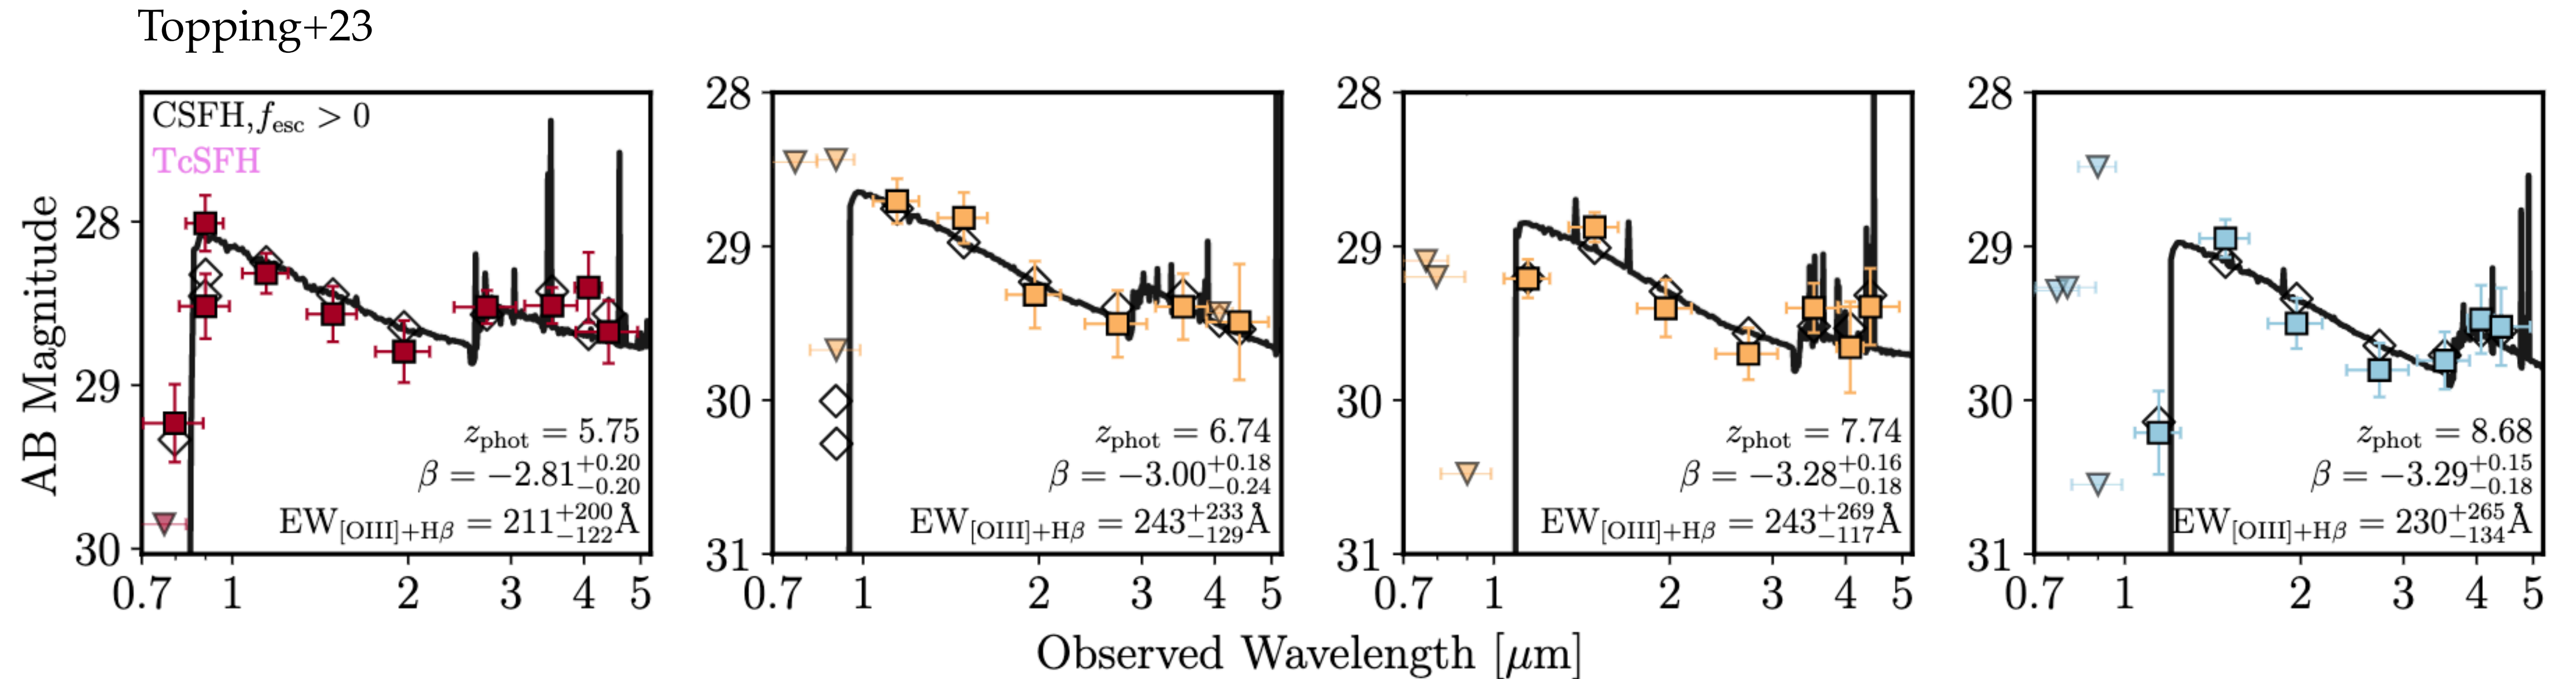 Topping+23
AB Magnitude
CSFH, f_esc > 0
TcSFH
28
29
30
z_phot = 5.75
β = −2.81^{+0.20}_{−0.20}
EW_[OIII]+Hβ = 211^{+200}_{−122}Å
0.7 1 2 3 4 5
28
29
30
31
z_phot = 6.74
β = −3.00^{+0.18}_{−0.24}
EW_[OIII]+Hβ = 243^{+233}_{−129}Å
0.7 1 2 3 4 5
28
29
30
31
z_phot = 7.74
β = −3.28^{+0.16}_{−0.18}
EW_[OIII]+Hβ = 243^{+269}_{−117}Å
0.7 1 2 3 4 5
28
29
30
31
z_phot = 8.68
β = −3.29^{+0.15}_{−0.18}
EW_[OIII]+Hβ = 230^{+265}_{−134}Å
0.7 1 2 3 4 5
Observed Wavelength [μm]